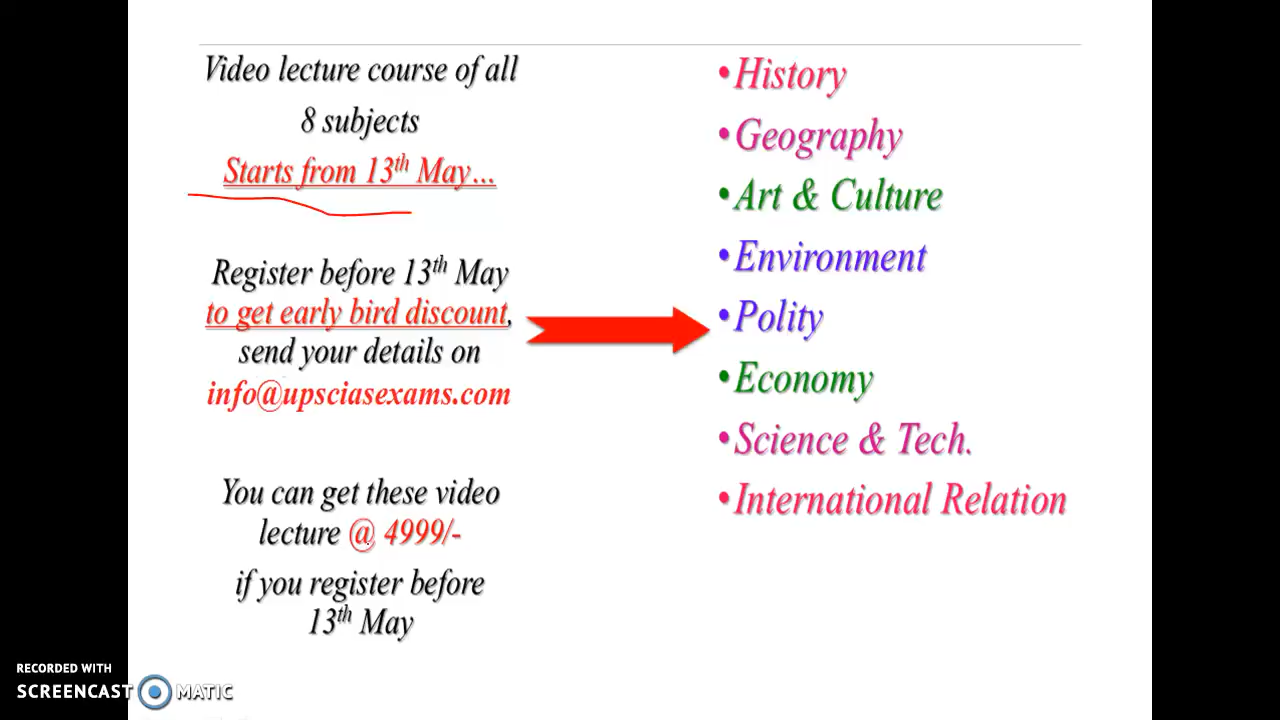 Video lecture course of all
8 subjects
Starts from 13th May...
Register before 13th May
to get early bird discount,
send your details on
info@upsciasexams.com
You can get these video
lecture @ 4999/-
if you register before
13th May
•History
•Geography
•Art & Culture
•Environment
•Polity
•Economy
•Science & Tech.
•International Relation
RECORDED WITH
SCREENCAST MATIC